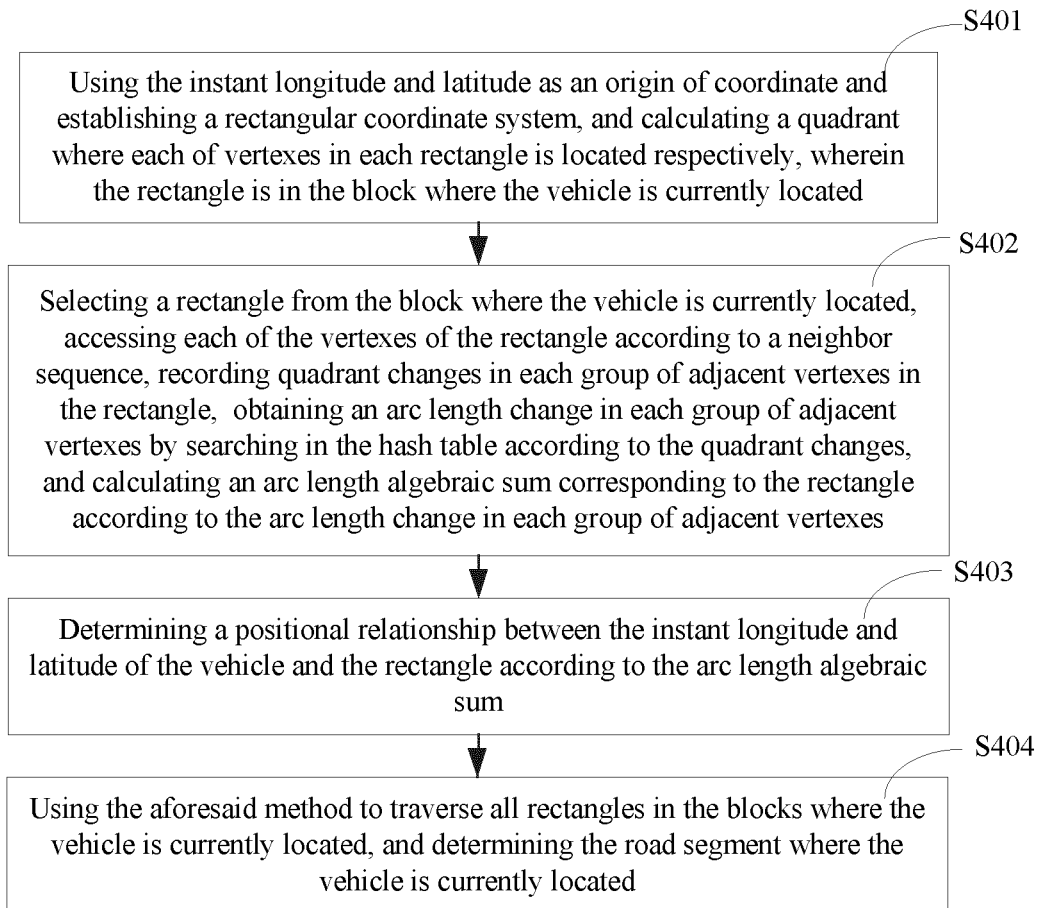 S401
Using the instant longitude and latitude as an origin of coordinate and
establishing a rectangular coordinate system, and calculating a quadrant
where each of vertexes in each rectangle is located respectively, wherein
the rectangle is in the block where the vehicle is currently located
S402
Selecting a rectangle from the block where the vehicle is currently located,
accessing each of the vertexes of the rectangle according to a neighbor
sequence, recording quadrant changes in each group of adjacent vertexes in
the rectangle, obtaining an arc length change in each group of adjacent
vertexes by searching in the hash table according to the quadrant changes,
and calculating an arc length algebraic sum corresponding to the rectangle
according to the arc length change in each group of adjacent vertexes
S403
Determining a positional relationship between the instant longitude and
latitude of the vehicle and the rectangle according to the arc length algebraic
sum
S404
Using the aforesaid method to traverse all rectangles in the blocks where the
vehicle is currently located, and determining the road segment where the
vehicle is currently located